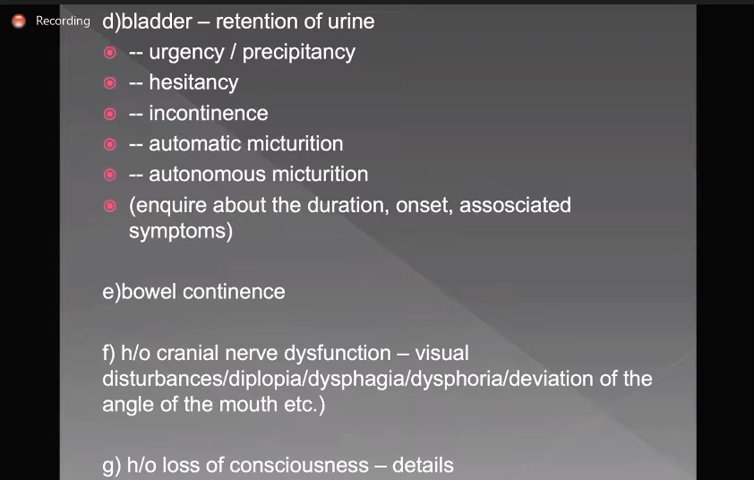 Recording
d)bladder – retention of urine
-- urgency / precipitancy
-- hesitancy
-- incontinence
-- automatic micturition
-- autonomous micturition
(enquire about the duration, onset, assosciated
symptoms)
e)bowel continence
f) h/o cranial nerve dysfunction – visual
disturbances/diplopia/dysphagia/dysphoria/deviation of the
angle of the mouth etc.)
g) h/o loss of consciousness – details